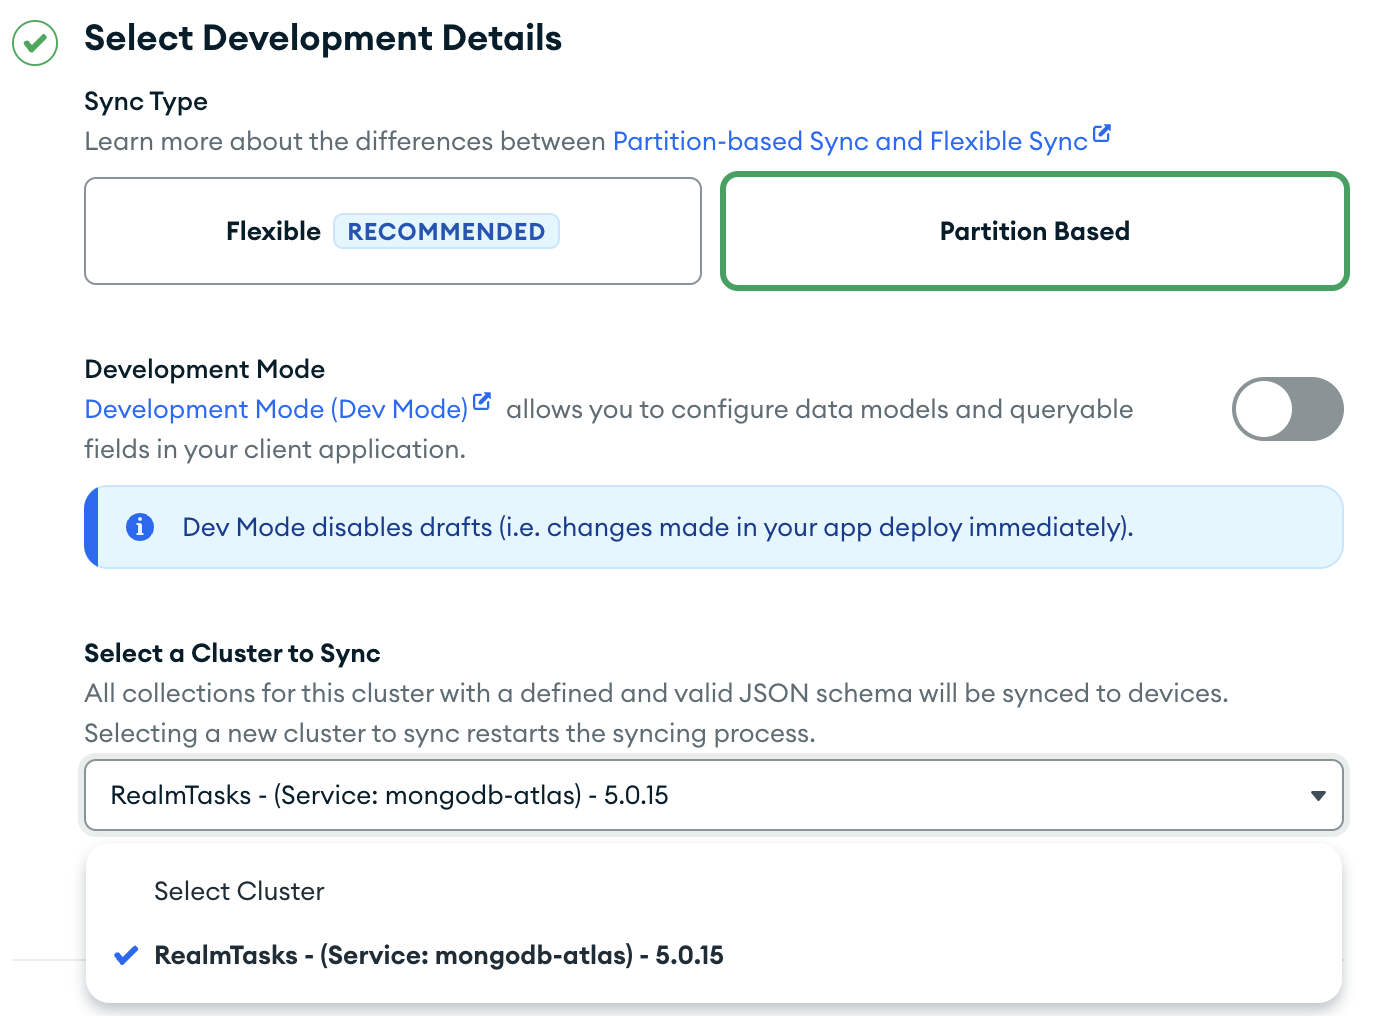 Select Development Details
Sync Type
Learn more about the differences between Partition-based Sync and Flexible Sync
Flexible RECOMMENDED
Partition Based
Development Mode
Development Mode (Dev Mode) allows you to configure data models and queryable
fields in your client application.
Dev Mode disables drafts (i.e. changes made in your app deploy immediately).
Select a Cluster to Sync
All collections for this cluster with a defined and valid JSON schema will be synced to devices.
Selecting a new cluster to sync restarts the syncing process.
RealmTasks - (Service: mongodb-atlas) - 5.0.15
Select Cluster
RealmTasks - (Service: mongodb-atlas) - 5.0.15